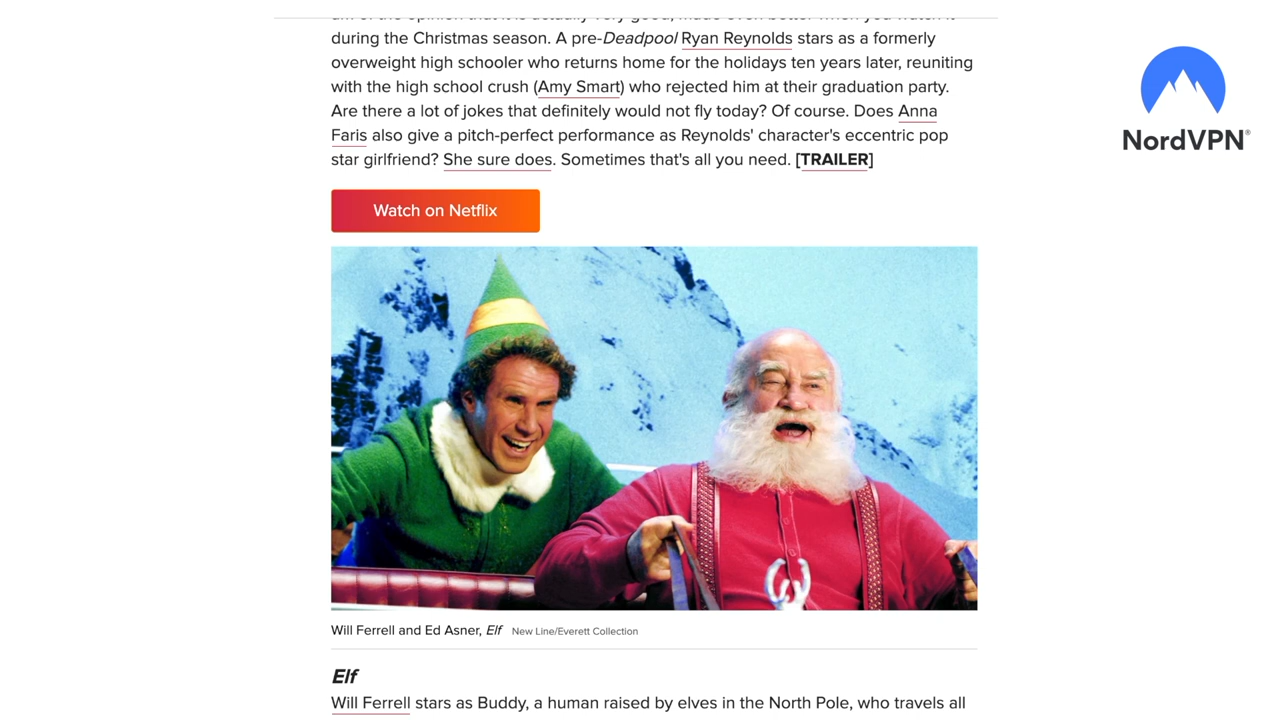 during the Christmas season. A pre-Deadpool Ryan Reynolds stars as a formerly
overweight high schooler who returns home for the holidays ten years later, reuniting
with the high school crush (Amy Smart) who rejected him at their graduation party.
Are there a lot of jokes that definitely would not fly today? Of course. Does Anna
Faris also give a pitch-perfect performance as Reynolds' character's eccentric pop
star girlfriend? She sure does. Sometimes that's all you need. [TRAILER]
NordVPN®
Watch on Netflix
Will Ferrell and Ed Asner, Elf New Line/Everett Collection
Elf
Will Ferrell stars as Buddy, a human raised by elves in the North Pole, who travels all